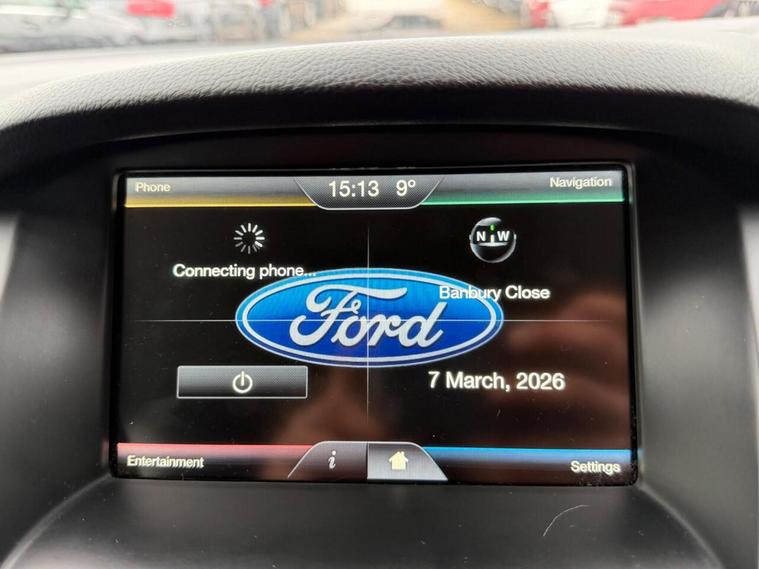 Phone
15:13 9°
Navigation
N W
Connecting phone...
Banbury Close
Ford
7 March, 2026
Entertainment
i
Settings